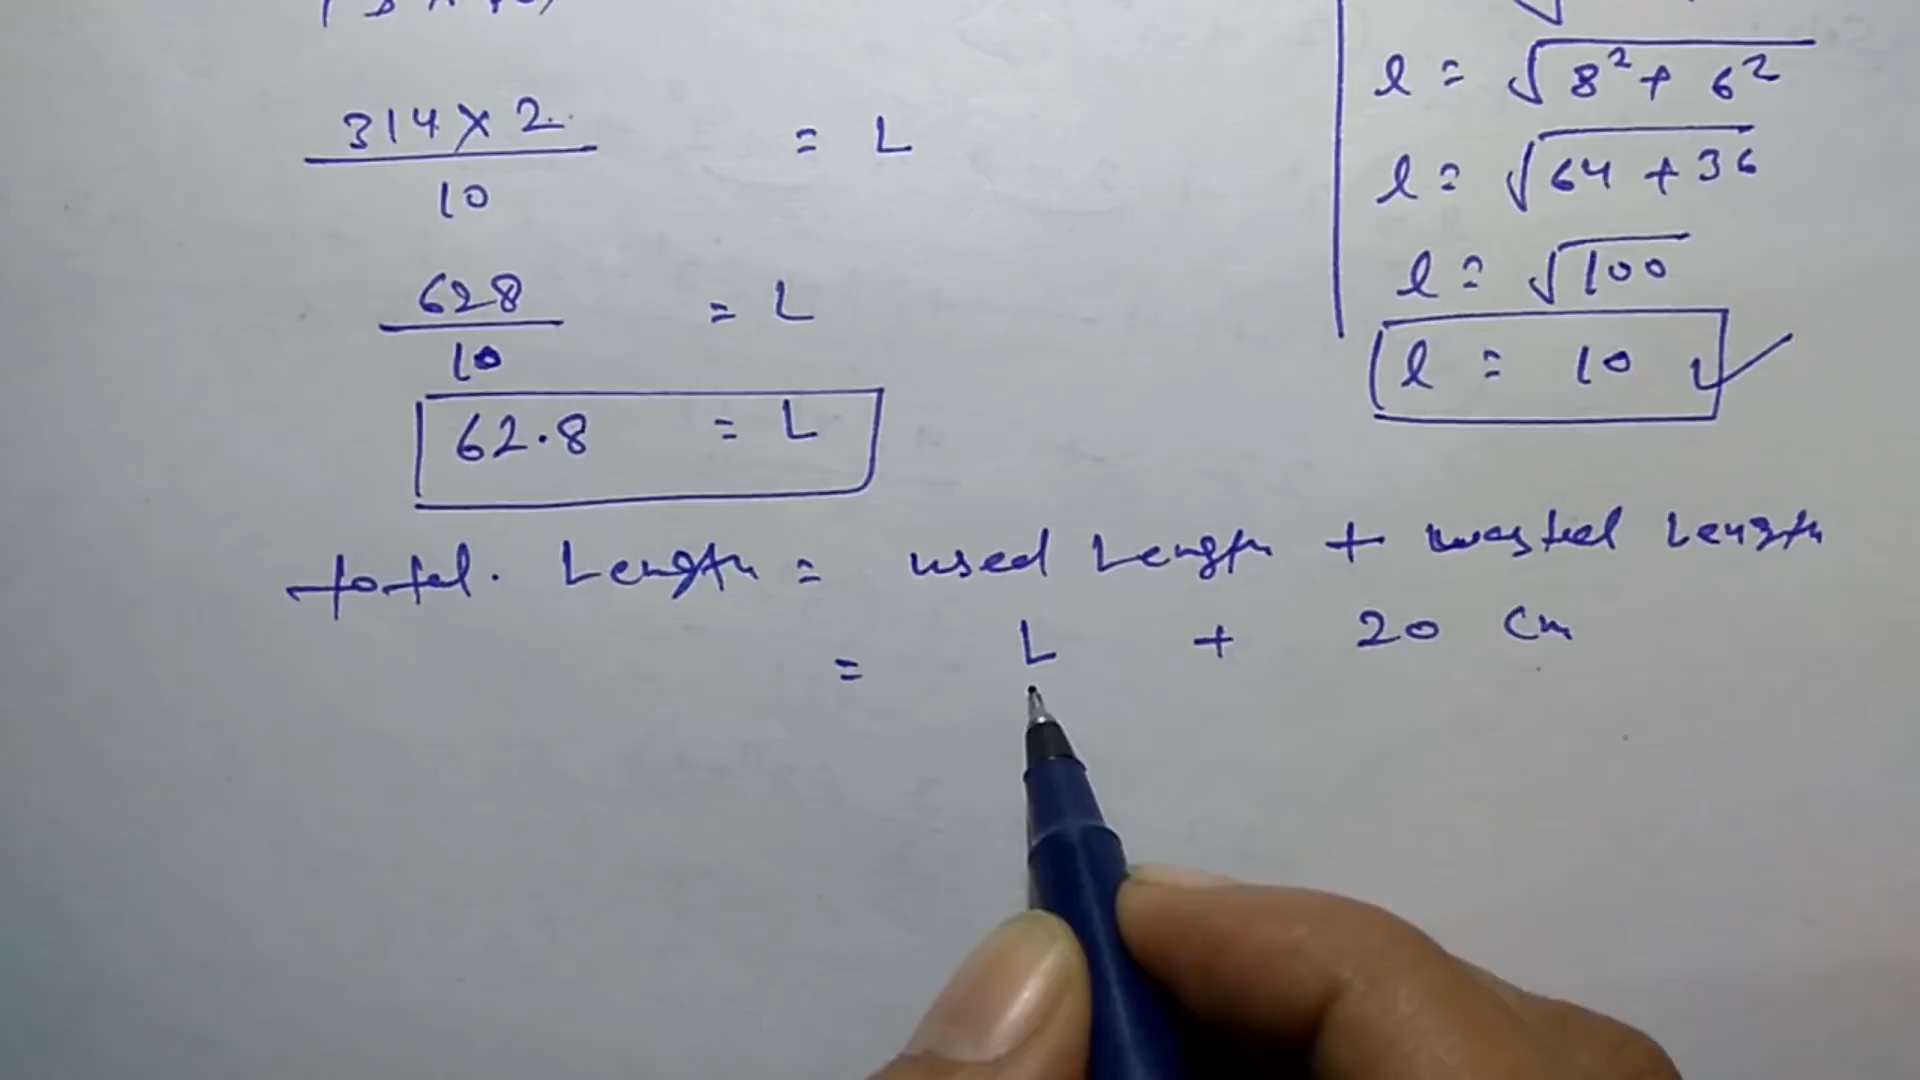 314 × 2 / 10 = L
628 / 10 = L
62.8 = L
l = √8² + 6²
l = √64 + 36
l = √100
l = 10 ✓
total. Length = used Length + wasted Length
= L + 20 cm